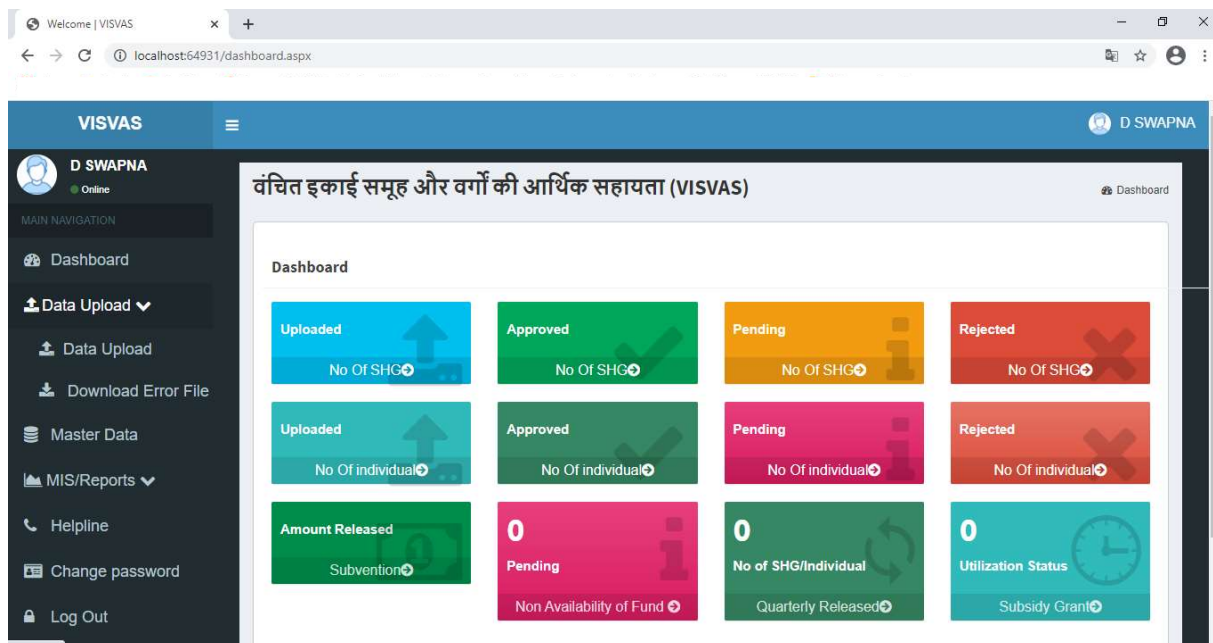 Welcome | VISVAS
localhost:64931/dashboard.aspx
VISVAS
D SWAPNA
D SWAPNA
Online
MAIN NAVIGATION
Dashboard
Data Upload
Data Upload
Download Error File
Master Data
MIS/Reports
Helpline
Change password
Log Out
वंचित इकाई समूह और वर्गों की आर्थिक सहायता (VISVAS)
Dashboard
Dashboard
Uploaded
No Of SHG
Approved
No Of SHG
Pending
No Of SHG
Rejected
No Of SHG
Uploaded
No Of individual
Approved
No Of individual
Pending
No Of individual
Rejected
No Of individual
Amount Released
Subvention
0
Pending
Non Availability of Fund
0
No of SHG/Individual
Quarterly Released
0
Utilization Status
Subsidy Grant